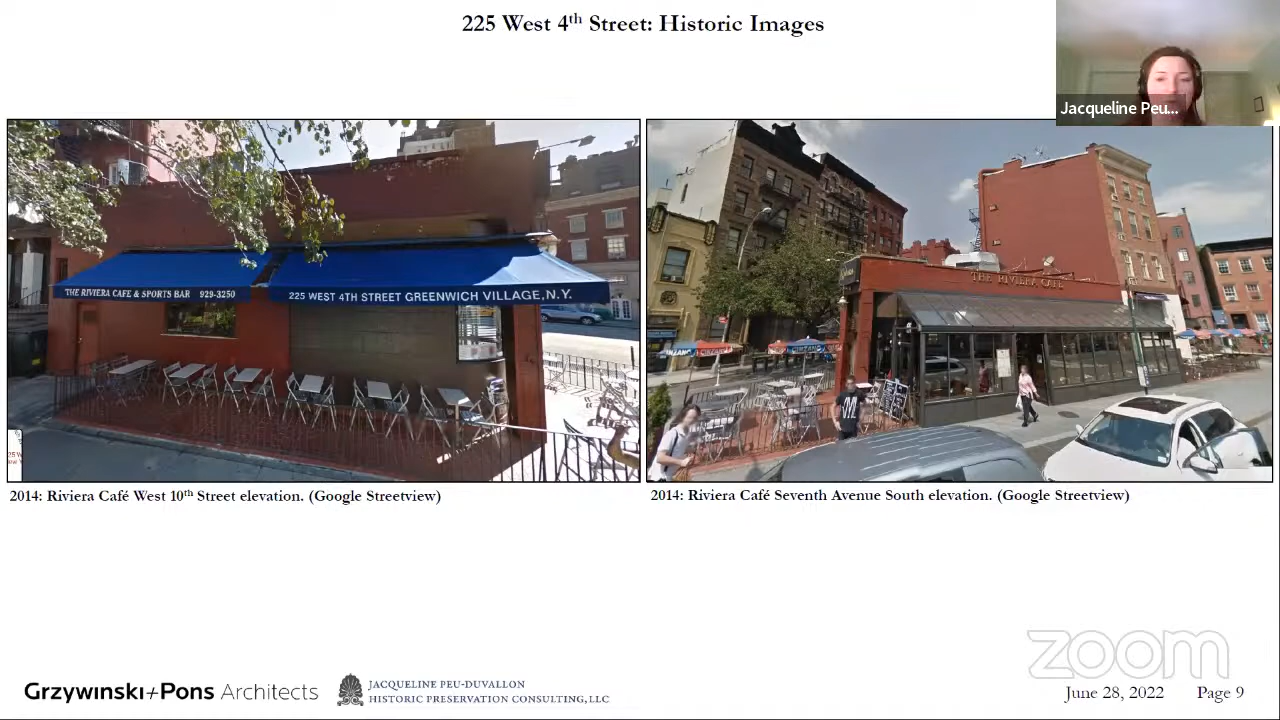 225 West 4th Street: Historic Images
Jacqueline Peu...
THE RIVIERA CAFE & SPORTS BAR 929-3250
225 WEST 4TH STREET GREENWICH VILLAGE, N.Y.
THE RIVIERA CAFE
CINZANO
2014: Riviera Café West 10th Street elevation. (Google Streetview)
2014: Riviera Café Seventh Avenue South elevation. (Google Streetview)
zoom
Grzywinski+Pons Architects
JACQUELINE PEU-DUVALLON
HISTORIC PRESERVATION CONSULTING, LLC
June 28, 2022 Page 9